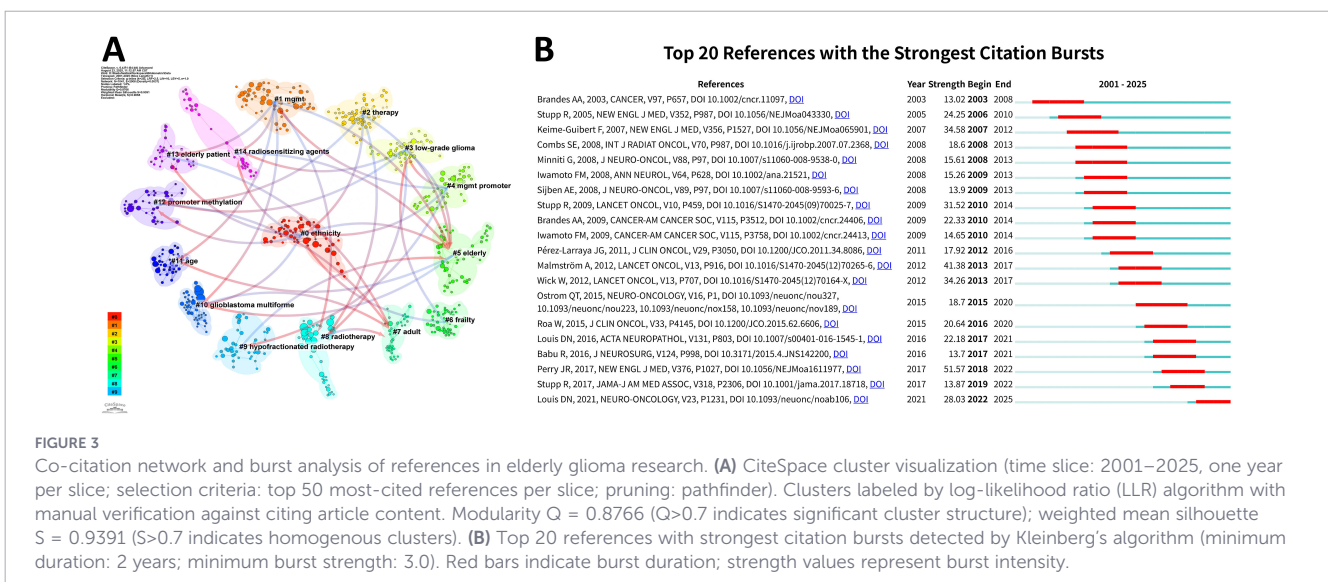 A
#1 mgmt
#2 therapy
#3 low-grade glioma
#13 elderly patient
#14 radiosensitizing agents
#4 mgmt promoter
#12 promoter methylation
#0 ethnicity
#5 elderly
#11 age
#10 glioblastoma multiforme
#6 frailty
#7 adult
#8 radiotherapy
#9 hypofractionated radiotherapy
#0
#1
#2
#3
#4
#5
#6
#7
#8
#9
CiteSpace
B
Top 20 References with the Strongest Citation Bursts
References Year Strength Begin End 2001 - 2025
Brandes AA, 2003, CANCER, V97, P657, DOI 10.1002/cncr.11097, DOI 2003 13.02 2003 2008
Stupp R, 2005, NEW ENGL J MED, V352, P987, DOI 10.1056/NEJMoa043330, DOI 2005 24.25 2006 2010
Keime-Guibert F, 2007, NEW ENGL J MED, V356, P1527, DOI 10.1056/NEJMoa065901, DOI 2007 34.58 2007 2012
Combs SE, 2008, INT J RADIAT ONCOL, V70, P987, DOI 10.1016/j.ijrobp.2007.07.2368, DOI 2008 18.6 2008 2013
Minniti G, 2008, J NEURO-ONCOL, V88, P97, DOI 10.1007/s11060-008-9538-0, DOI 2008 15.61 2008 2013
Iwamoto FM, 2008, ANN NEUROL, V64, P628, DOI 10.1002/ana.21521, DOI 2008 15.26 2009 2013
Sijben AE, 2008, J NEURO-ONCOL, V89, P97, DOI 10.1007/s11060-008-9593-6, DOI 2008 13.9 2009 2013
Stupp R, 2009, LANCET ONCOL, V10, P459, DOI 10.1016/S1470-2045(09)70025-7, DOI 2009 31.52 2010 2014
Brandes AA, 2009, CANCER-AM CANCER SOC, V115, P3512, DOI 10.1002/cncr.24406, DOI 2009 22.33 2010 2014
Iwamoto FM, 2009, CANCER-AM CANCER SOC, V115, P3758, DOI 10.1002/cncr.24413, DOI 2009 14.65 2010 2014
Pérez-Larraya JG, 2011, J CLIN ONCOL, V29, P3050, DOI 10.1200/JCO.2011.34.8086, DOI 2011 17.92 2012 2016
Malmström A, 2012, LANCET ONCOL, V13, P916, DOI 10.1016/S1470-2045(12)70265-6, DOI 2012 41.38 2013 2017
Wick W, 2012, LANCET ONCOL, V13, P707, DOI 10.1016/S1470-2045(12)70164-X, DOI 2012 34.26 2013 2017
Ostrom QT, 2015, NEURO-ONCOLOGY, V16, P1, DOI 10.1093/neuonc/nou327,
10.1093/neuonc/nou223, 10.1093/neuonc/nox158, 10.1093/neuonc/nov189, DOI 2015 18.7 2015 2020
Roa W, 2015, J CLIN ONCOL, V33, P4145, DOI 10.1200/JCO.2015.62.6606, DOI 2015 20.64 2016 2020
Louis DN, 2016, ACTA NEUROPATHOL, V131, P803, DOI 10.1007/s00401-016-1545-1, DOI 2016 22.18 2017 2021
Babu R, 2016, J NEUROSURG, V124, P998, DOI 10.3171/2015.4.JNS142200, DOI 2016 13.7 2017 2021
Perry JR, 2017, NEW ENGL J MED, V376, P1027, DOI 10.1056/NEJMoa1611977, DOI 2017 51.57 2018 2022
Stupp R, 2017, JAMA-J AM MED ASSOC, V318, P2306, DOI 10.1001/jama.2017.18718, DOI 2017 13.87 2019 2022
Louis DN, 2021, NEURO-ONCOLOGY, V23, P1231, DOI 10.1093/neuonc/noab106, DOI 2021 28.03 2022 2025
FIGURE 3
Co-citation network and burst analysis of references in elderly glioma research. (A) CiteSpace cluster visualization (time slice: 2001–2025, one year
per slice; selection criteria: top 50 most-cited references per slice; pruning: pathfinder). Clusters labeled by log-likelihood ratio (LLR) algorithm with
manual verification against citing article content. Modularity Q = 0.8766 (Q>0.7 indicates significant cluster structure); weighted mean silhouette
S = 0.9391 (S>0.7 indicates homogenous clusters). (B) Top 20 references with strongest citation bursts detected by Kleinberg's algorithm (minimum
duration: 2 years; minimum burst strength: 3.0). Red bars indicate burst duration; strength values represent burst intensity.